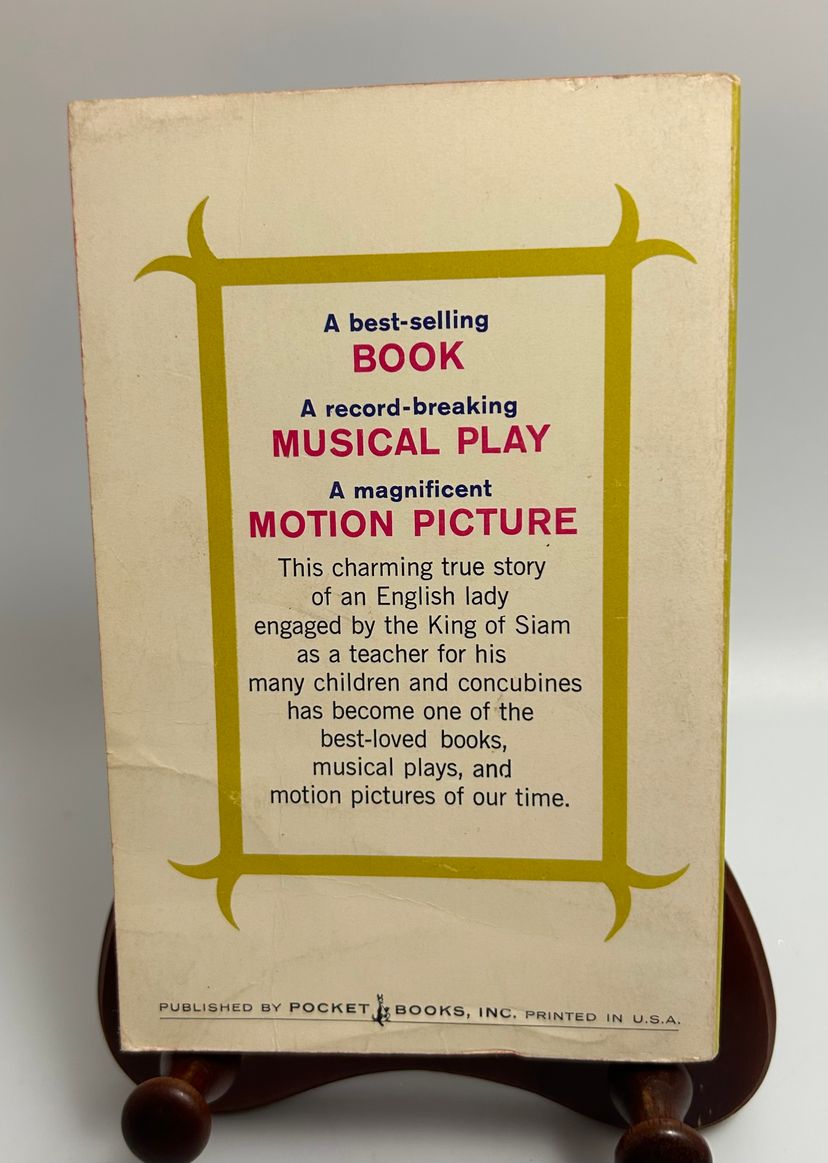 A best-selling
BOOK
A record-breaking
MUSICAL PLAY
A magnificent
MOTION PICTURE
This charming true story
of an English lady
engaged by the King of Siam
as a teacher for his
many children and concubines
has become one of the
best-loved books,
musical plays, and
motion pictures of our time.
PUBLISHED BY POCKET BOOKS, INC. PRINTED IN U.S.A.